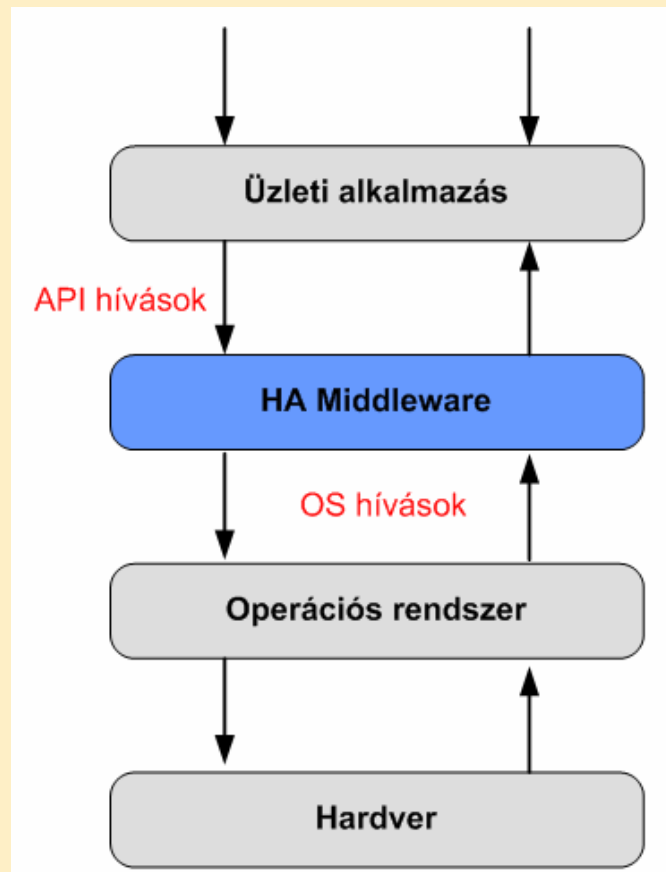 Üzleti alkalmazás
API hívások
HA Middleware
OS hívások
Operációs rendszer
Hardver